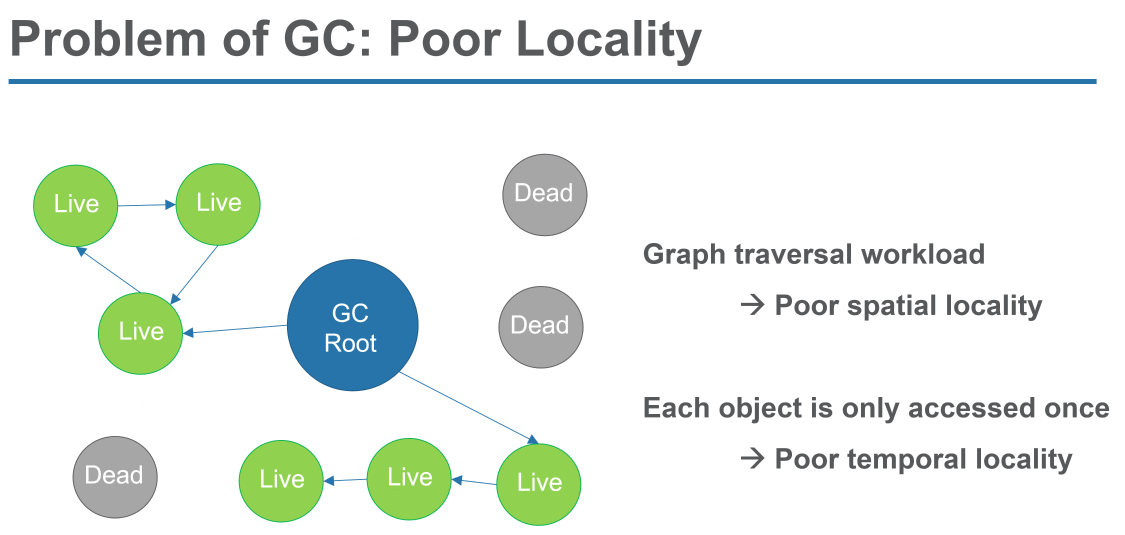 Problem of GC: Poor Locality
Live
Live
Dead
Live
GC
Root
Dead
Dead
Live
Live
Live
Graph traversal workload
→ Poor spatial locality
Each object is only accessed once
→ Poor temporal locality